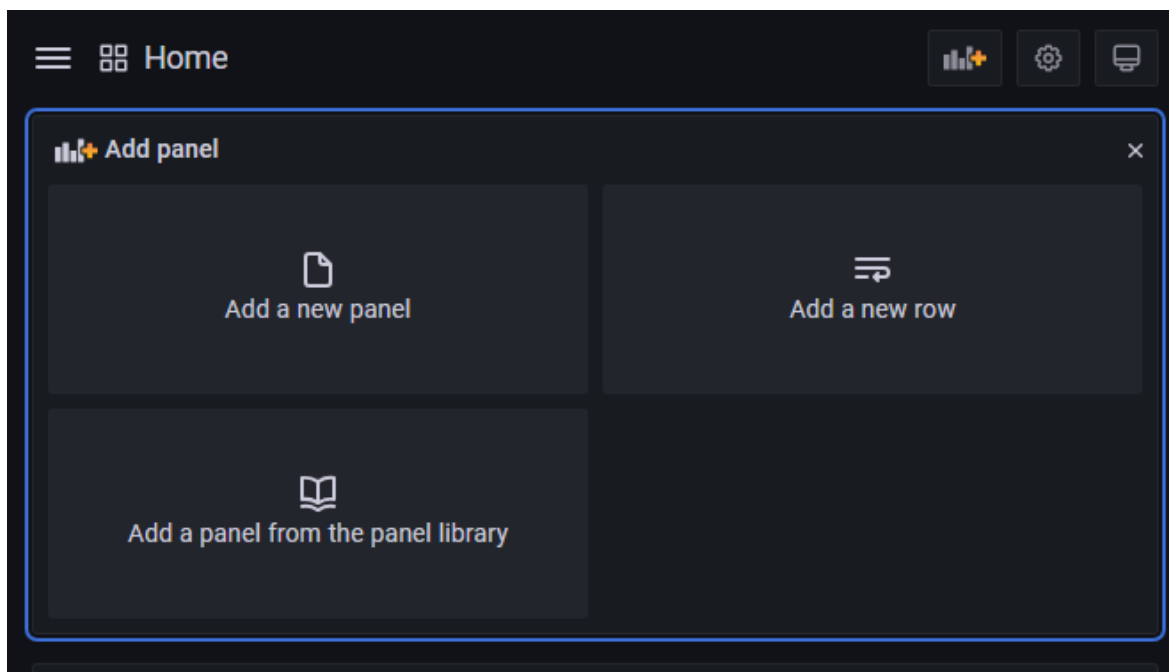 Home
Add panel
Add a new panel
Add a new row
Add a panel from the panel library